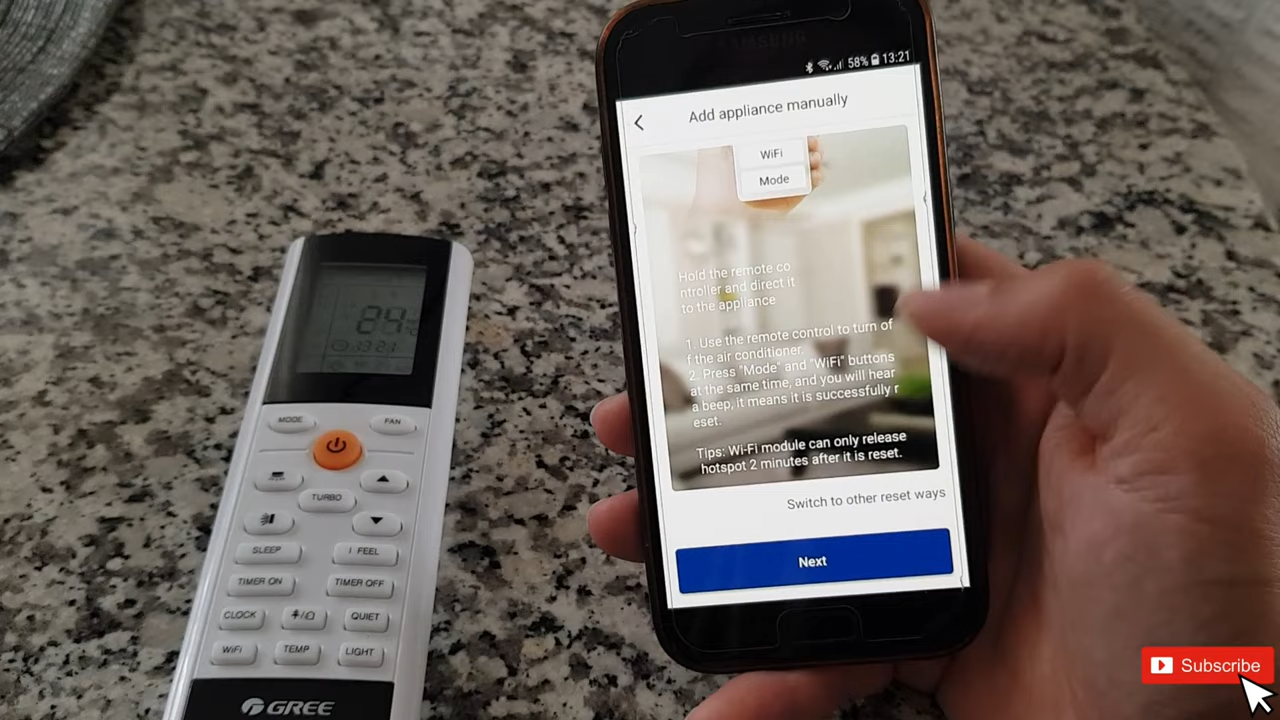 SAMSUNG
58% 13:21
Add appliance manually
WiFi
Mode
Hold the remote co
ntroller and direct it
to the appliance
1. Use the remote control to turn of
f the air conditioner.
2. Press "Mode" and "WiFi" buttons
at the same time, and you will hear
a beep, it means it is successfully r
eset.
Tips: Wi-Fi module can only release
hotspot 2 minutes after it is reset.
Switch to other reset ways
Next
24
MODE FAN
TURBO
SLEEP I FEEL
TIMER ON TIMER OFF
CLOCK QUIET
WiFi TEMP LIGHT
GREE
Subscribe